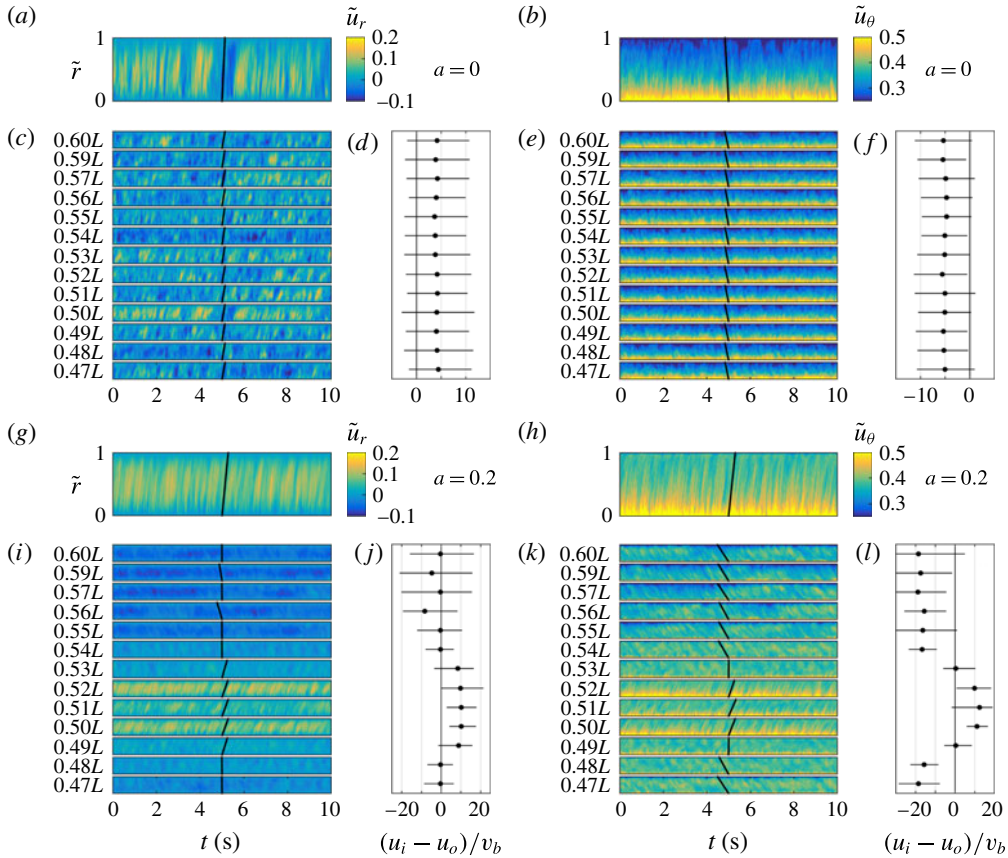 (a)
ũ_r
(b)
ũ_θ
1
r̃
0
0.2
0.1
0
−0.1
a = 0
1
0
0.5
0.4
0.3
a = 0
(c)
(d)
(e)
(f)
0.60L
0.59L
0.57L
0.56L
0.55L
0.54L
0.53L
0.52L
0.51L
0.50L
0.49L
0.48L
0.47L
0 2 4 6 8 10
0 10
0.60L
0.59L
0.57L
0.56L
0.55L
0.54L
0.53L
0.52L
0.51L
0.50L
0.49L
0.48L
0.47L
0 2 4 6 8 10
−10 0
(g)
ũ_r
(h)
ũ_θ
1
r̃
0
0.2
0.1
0
−0.1
a = 0.2
1
0
0.5
0.4
0.3
a = 0.2
(i)
(j)
(k)
(l)
0.60L
0.59L
0.57L
0.56L
0.55L
0.54L
0.53L
0.52L
0.51L
0.50L
0.49L
0.48L
0.47L
0 2 4 6 8 10
t (s)
−20 0 20
(u_i − u_o)/v_b
0.60L
0.59L
0.57L
0.56L
0.55L
0.54L
0.53L
0.52L
0.51L
0.50L
0.49L
0.48L
0.47L
0 2 4 6 8 10
t (s)
−20 0 20
(u_i − u_o)/v_b